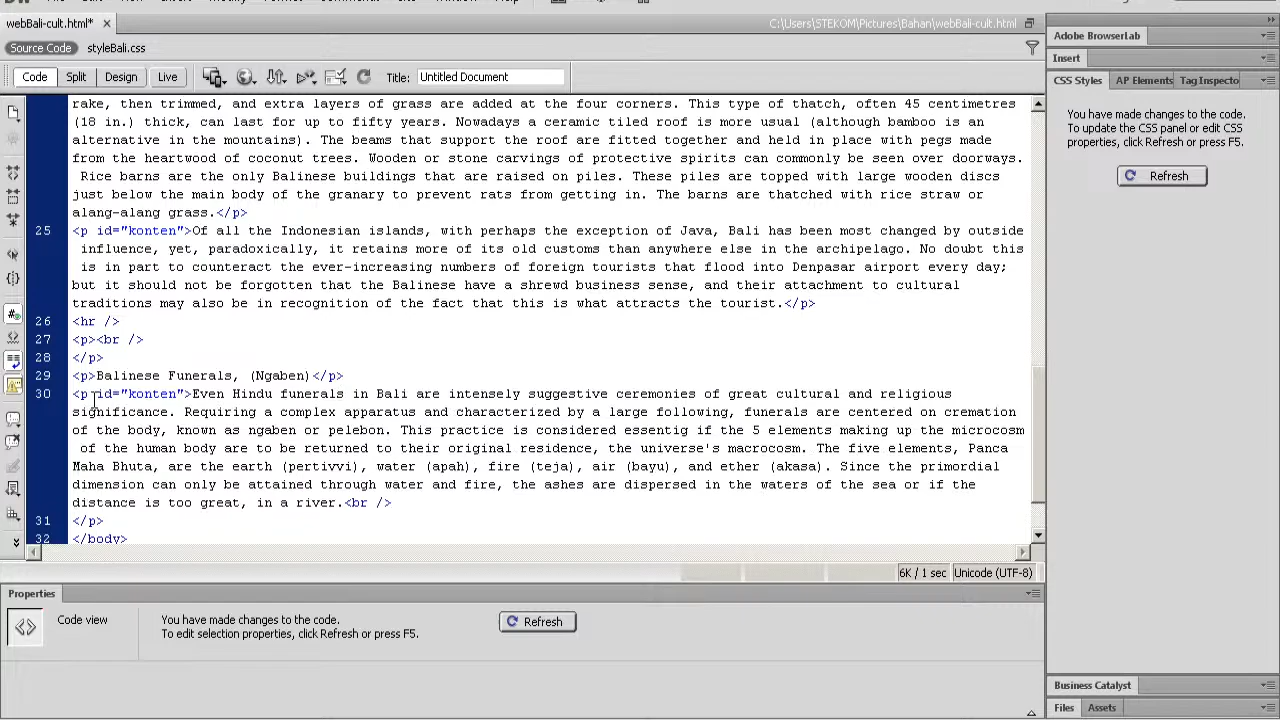 webBali-cult.html* ×
C:\Users\STEKOM\Pictures\Bahan\webBali-cult.html
Source Code styleBali.css
Code Split Design Live Title: Untitled Document
rake, then trimmed, and extra layers of grass are added at the four corners. This type of thatch, often 45 centimetres
(18 in.) thick, can last for up to fifty years. Nowadays a ceramic tiled roof is more usual (although bamboo is an
alternative in the mountains). The beams that support the roof are fitted together and held in place with pegs made
from the heartwood of coconut trees. Wooden or stone carvings of protective spirits can commonly be seen over doorways.
Rice barns are the only Balinese buildings that are raised on piles. These piles are topped with large wooden discs
just below the main body of the granary to prevent rats from getting in. The barns are thatched with rice straw or
alang-alang grass.</p>
25 <p id="konten">Of all the Indonesian islands, with perhaps the exception of Java, Bali has been most changed by outside
influence, yet, paradoxically, it retains more of its old customs than anywhere else in the archipelago. No doubt this
is in part to counteract the ever-increasing numbers of foreign tourists that flood into Denpasar airport every day;
but it should not be forgotten that the Balinese have a shrewd business sense, and their attachment to cultural
traditions may also be in recognition of the fact that this is what attracts the tourist.</p>
26 <hr />
27 <p><br />
28 </p>
29 <p>Balinese Funerals, (Ngaben)</p>
30 <p id="konten">Even Hindu funerals in Bali are intensely suggestive ceremonies of great cultural and religious
significance. Requiring a complex apparatus and characterized by a large following, funerals are centered on cremation
of the body, known as ngaben or pelebon. This practice is considered essentig if the 5 elements making up the microcosm
of the human body are to be returned to their original residence, the universe's macrocosm. The five elements, Panca
Maha Bhuta, are the earth (pertivvi), water (apah), fire (teja), air (bayu), and ether (akasa). Since the primordial
dimension can only be attained through water and fire, the ashes are dispersed in the waters of the sea or if the
distance is too great, in a river.<br />
31 </p>
32 </body>
6K / 1 sec Unicode (UTF-8)
Properties
Code view
You have made changes to the code.
To edit selection properties, click Refresh or press F5.
Refresh
Adobe BrowserLab
Insert
CSS Styles AP Elements Tag Inspecto
You have made changes to the code.
To update the CSS panel or edit CSS
properties, click Refresh or press F5.
Refresh
Business Catalyst
Files Assets